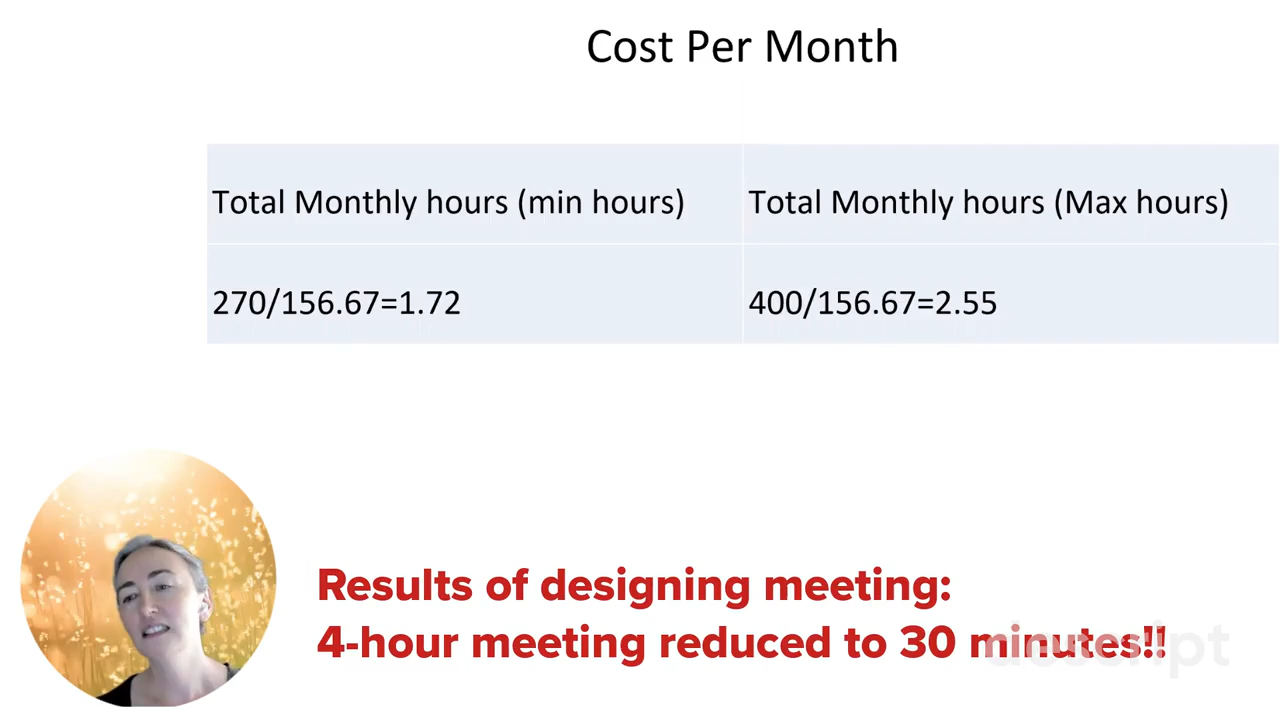 Cost Per Month
Total Monthly hours (min hours)
Total Monthly hours (Max hours)
270/156.67=1.72
400/156.67=2.55
Results of designing meeting:
4-hour meeting reduced to 30 minutes!!
descript